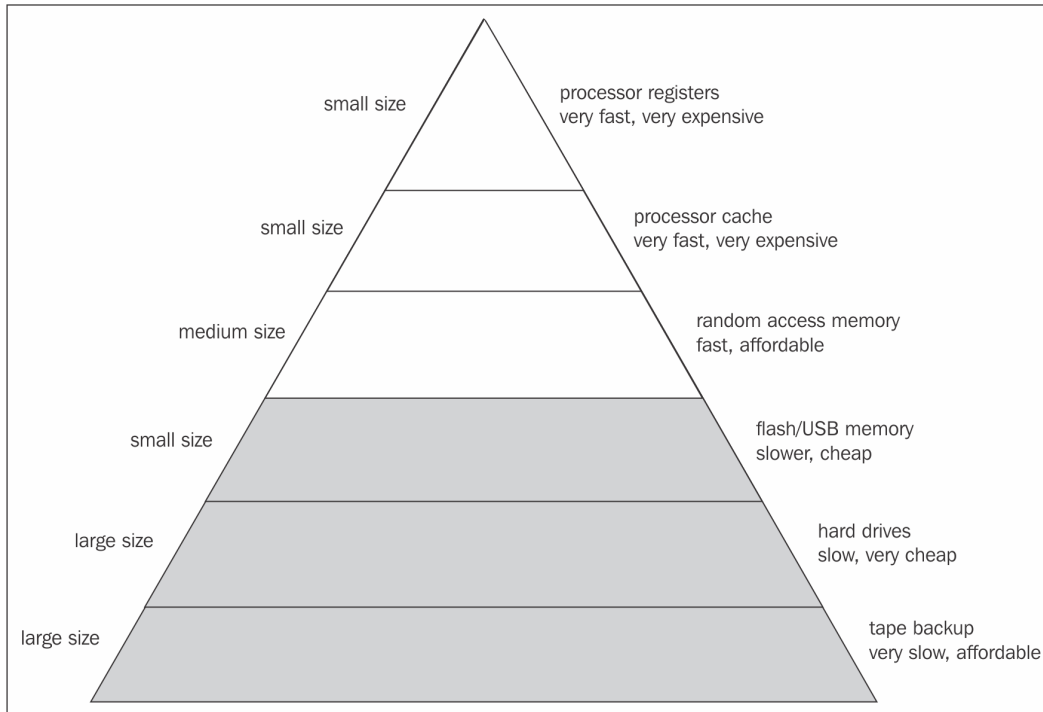 small size
processor registers
very fast, very expensive
small size
processor cache
very fast, very expensive
medium size
random access memory
fast, affordable
small size
flash/USB memory
slower, cheap
large size
hard drives
slow, very cheap
large size
tape backup
very slow, affordable